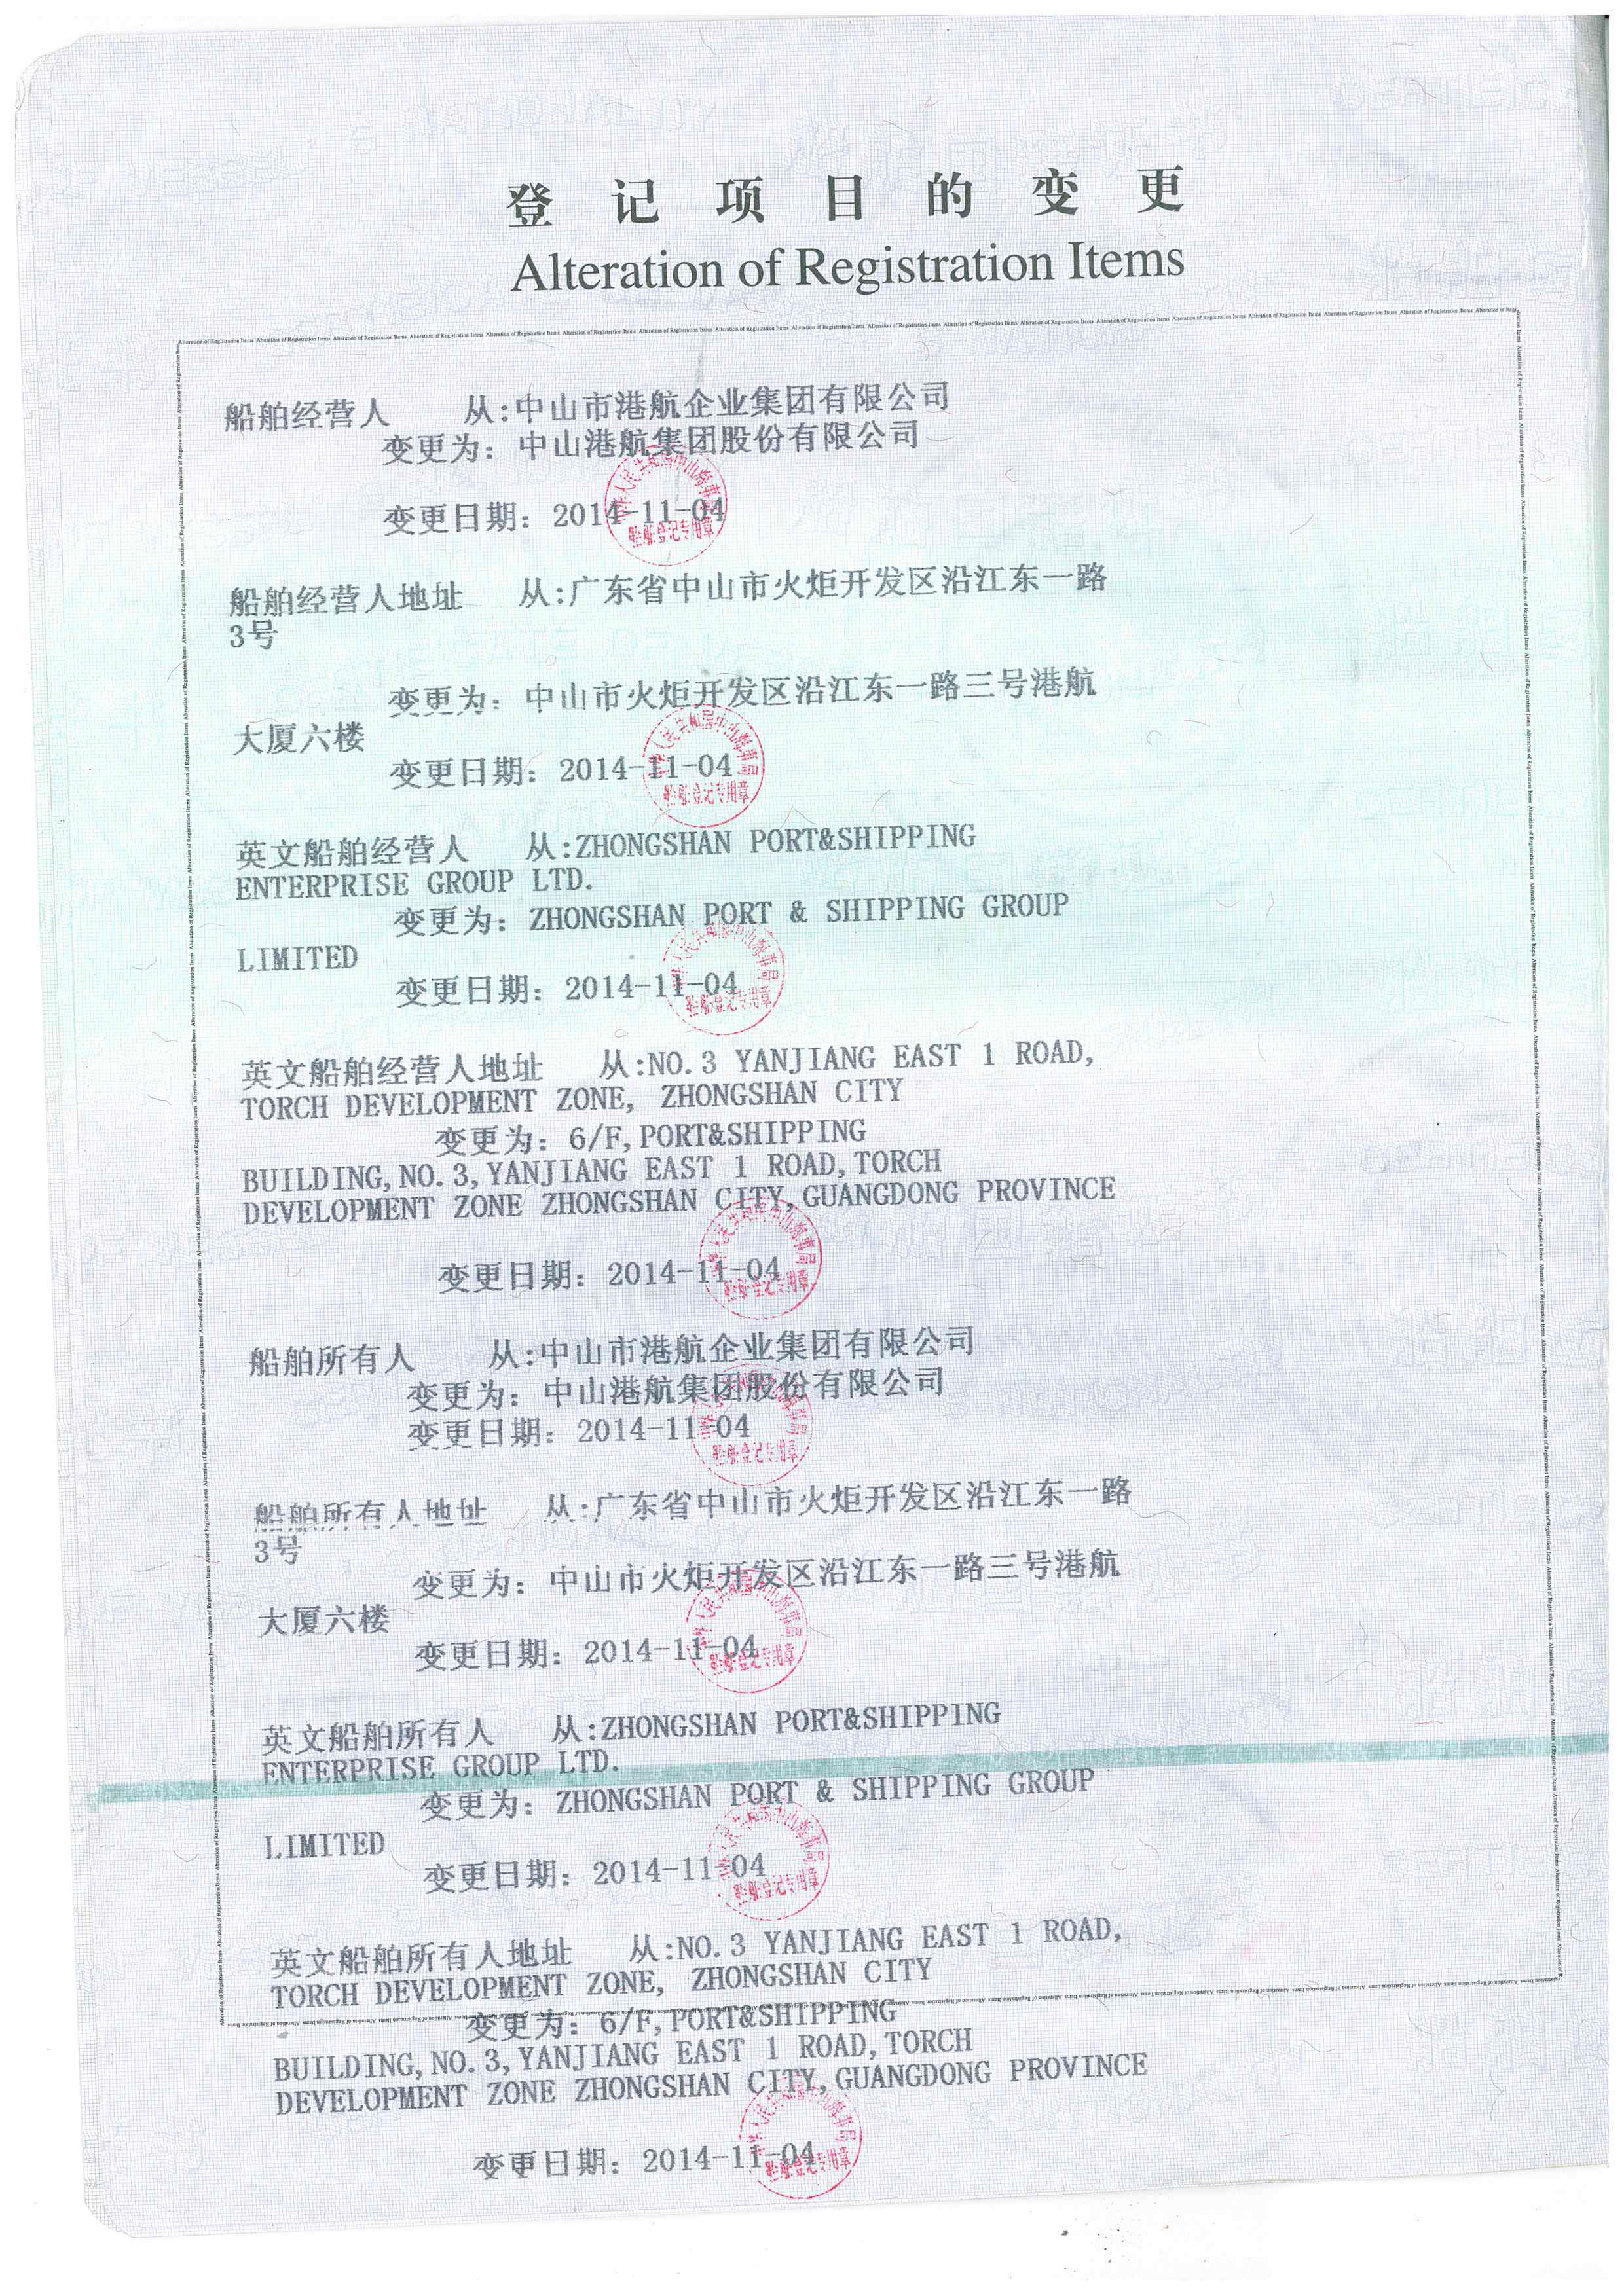 登记项目的变更
Alteration of Registration Items
船舶经营人 从:中山市港航企业集团有限公司
变更为: 中山港航集团股份有限公司
变更日期: 2014-11-04
船舶经营人地址 从:广东省中山市火炬开发区沿江东一路
3号
变更为: 中山市火炬开发区沿江东一路三号港航
大厦六楼
变更日期: 2014-11-04
英文船舶经营人 从:ZHONGSHAN PORT&SHIPPING
ENTERPRISE GROUP LTD.
变更为: ZHONGSHAN PORT & SHIPPING GROUP
LIMITED
变更日期: 2014-11-04
英文船舶经营人地址 从:NO.3 YANJIANG EAST 1 ROAD,
TORCH DEVELOPMENT ZONE, ZHONGSHAN CITY
变更为: 6/F,PORT&SHIPPING
BUILDING,NO.3,YANJIANG EAST 1 ROAD,TORCH
DEVELOPMENT ZONE ZHONGSHAN CITY,GUANGDONG PROVINCE
变更日期: 2014-11-04
船舶所有人 从:中山市港航企业集团有限公司
变更为: 中山港航集团股份有限公司
变更日期: 2014-11-04
船舶所有人地址 从:广东省中山市火炬开发区沿江东一路
3号
变更为: 中山市火炬开发区沿江东一路三号港航
大厦六楼
变更日期: 2014-11-04
英文船舶所有人 从:ZHONGSHAN PORT&SHIPPING
ENTERPRISE GROUP LTD.
变更为: ZHONGSHAN PORT & SHIPPING GROUP
LIMITED
变更日期: 2014-11-04
英文船舶所有人地址 从:NO.3 YANJIANG EAST 1 ROAD,
TORCH DEVELOPMENT ZONE, ZHONGSHAN CITY
变更为: 6/F,PORT&SHIPPING
BUILDING,NO.3,YANJIANG EAST 1 ROAD,TORCH
DEVELOPMENT ZONE ZHONGSHAN CITY,GUANGDONG PROVINCE
变更日期: 2014-11-04